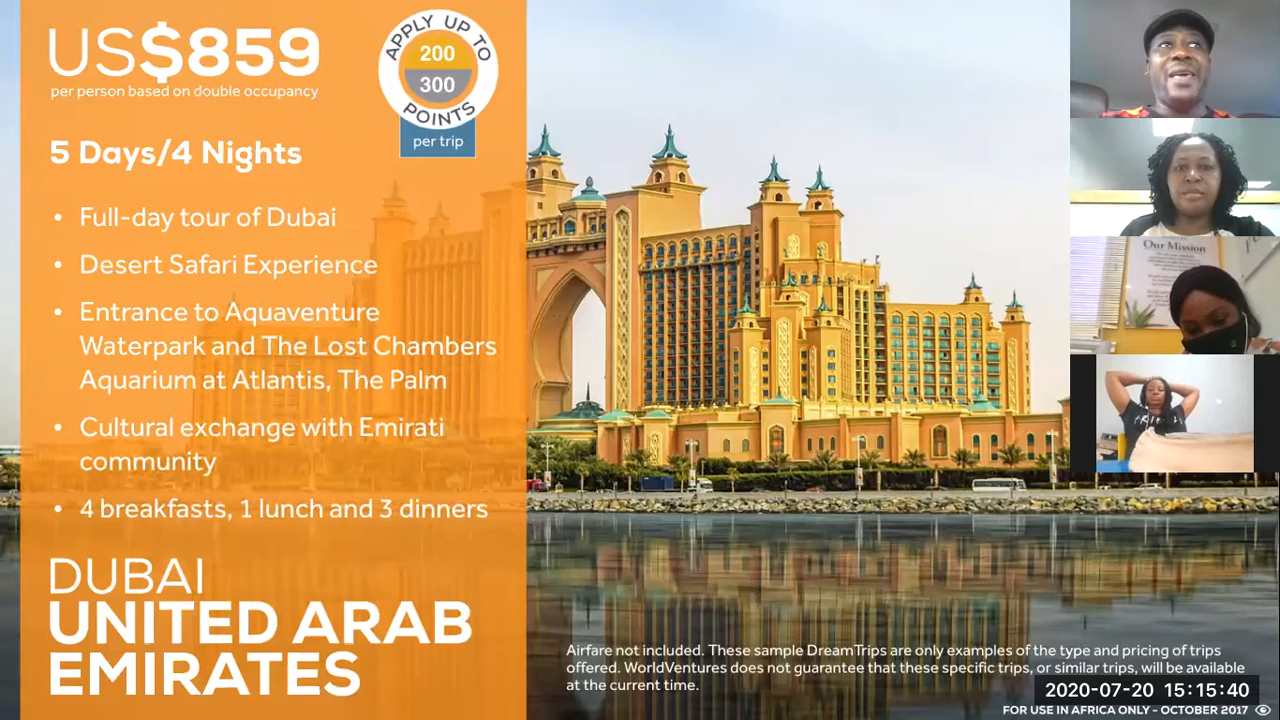 US$859
per person based on double occupancy
APPLY UP TO
200
300
POINTS
per trip
5 Days/4 Nights
• Full-day tour of Dubai
• Desert Safari Experience
• Entrance to Aquaventure
Waterpark and The Lost Chambers
Aquarium at Atlantis, The Palm
• Cultural exchange with Emirati
community
• 4 breakfasts, 1 lunch and 3 dinners
DUBAI
UNITED ARAB
EMIRATES
Airfare not included. These sample DreamTrips are only examples of the type and pricing of trips
offered. WorldVentures does not guarantee that these specific trips, or similar trips, will be available
at the current time.
2020-07-20 15:15:40
FOR USE IN AFRICA ONLY - OCTOBER 2017
Our Mission